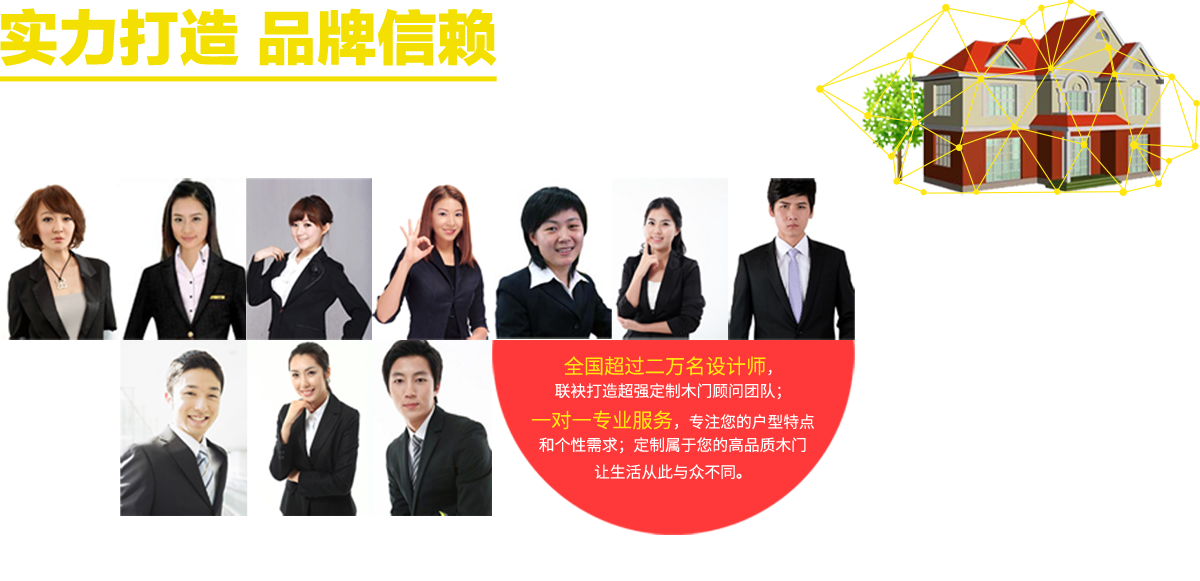 实力打造 品牌信赖
全国超过二万名设计师，
联袂打造超强定制木门顾问团队；
一对一专业服务，专注您的户型特点
和个性需求；定制属于您的高品质木门
让生活从此与众不同。